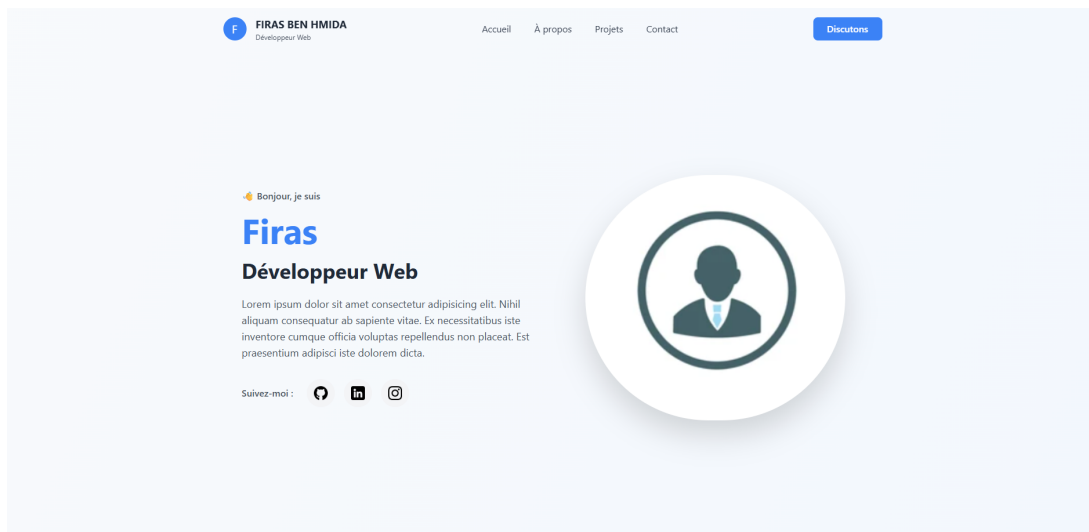 F
FIRAS BEN HMIDA
Développeur Web
Accueil
À propos
Projets
Contact
Discutons
👋 Bonjour, je suis
Firas
Développeur Web
Lorem ipsum dolor sit amet consectetur adipisicing elit. Nihil
aliquam consequatur ab sapiente vitae. Ex necessitatibus iste
inventore cumque officia voluptas repellendus non placeat. Est
praesentium adipisci iste dolorem dicta.
Suivez-moi :
in